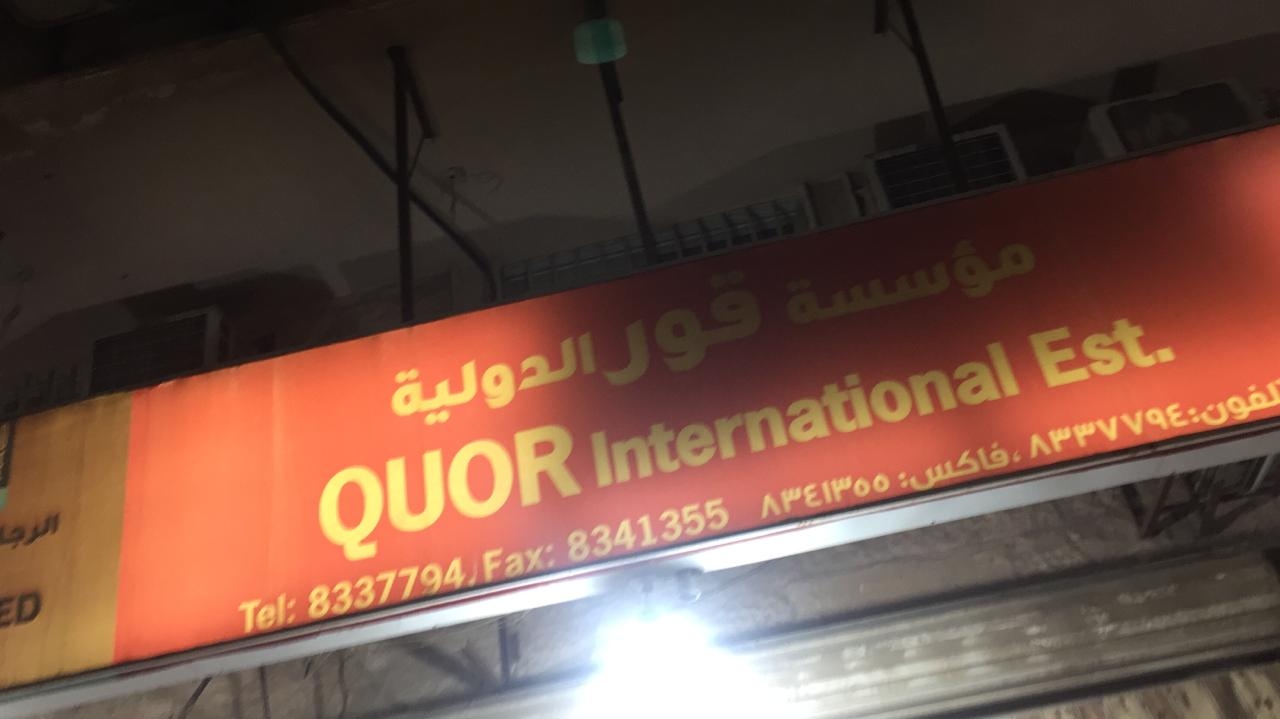 مؤسسة قور الدولية
QUOR International Est.
تلفون: ٨٣٣٧٧٩٤، فاكس: ٨٣٤١٣٥٥
Tel: 8337794, Fax: 8341355